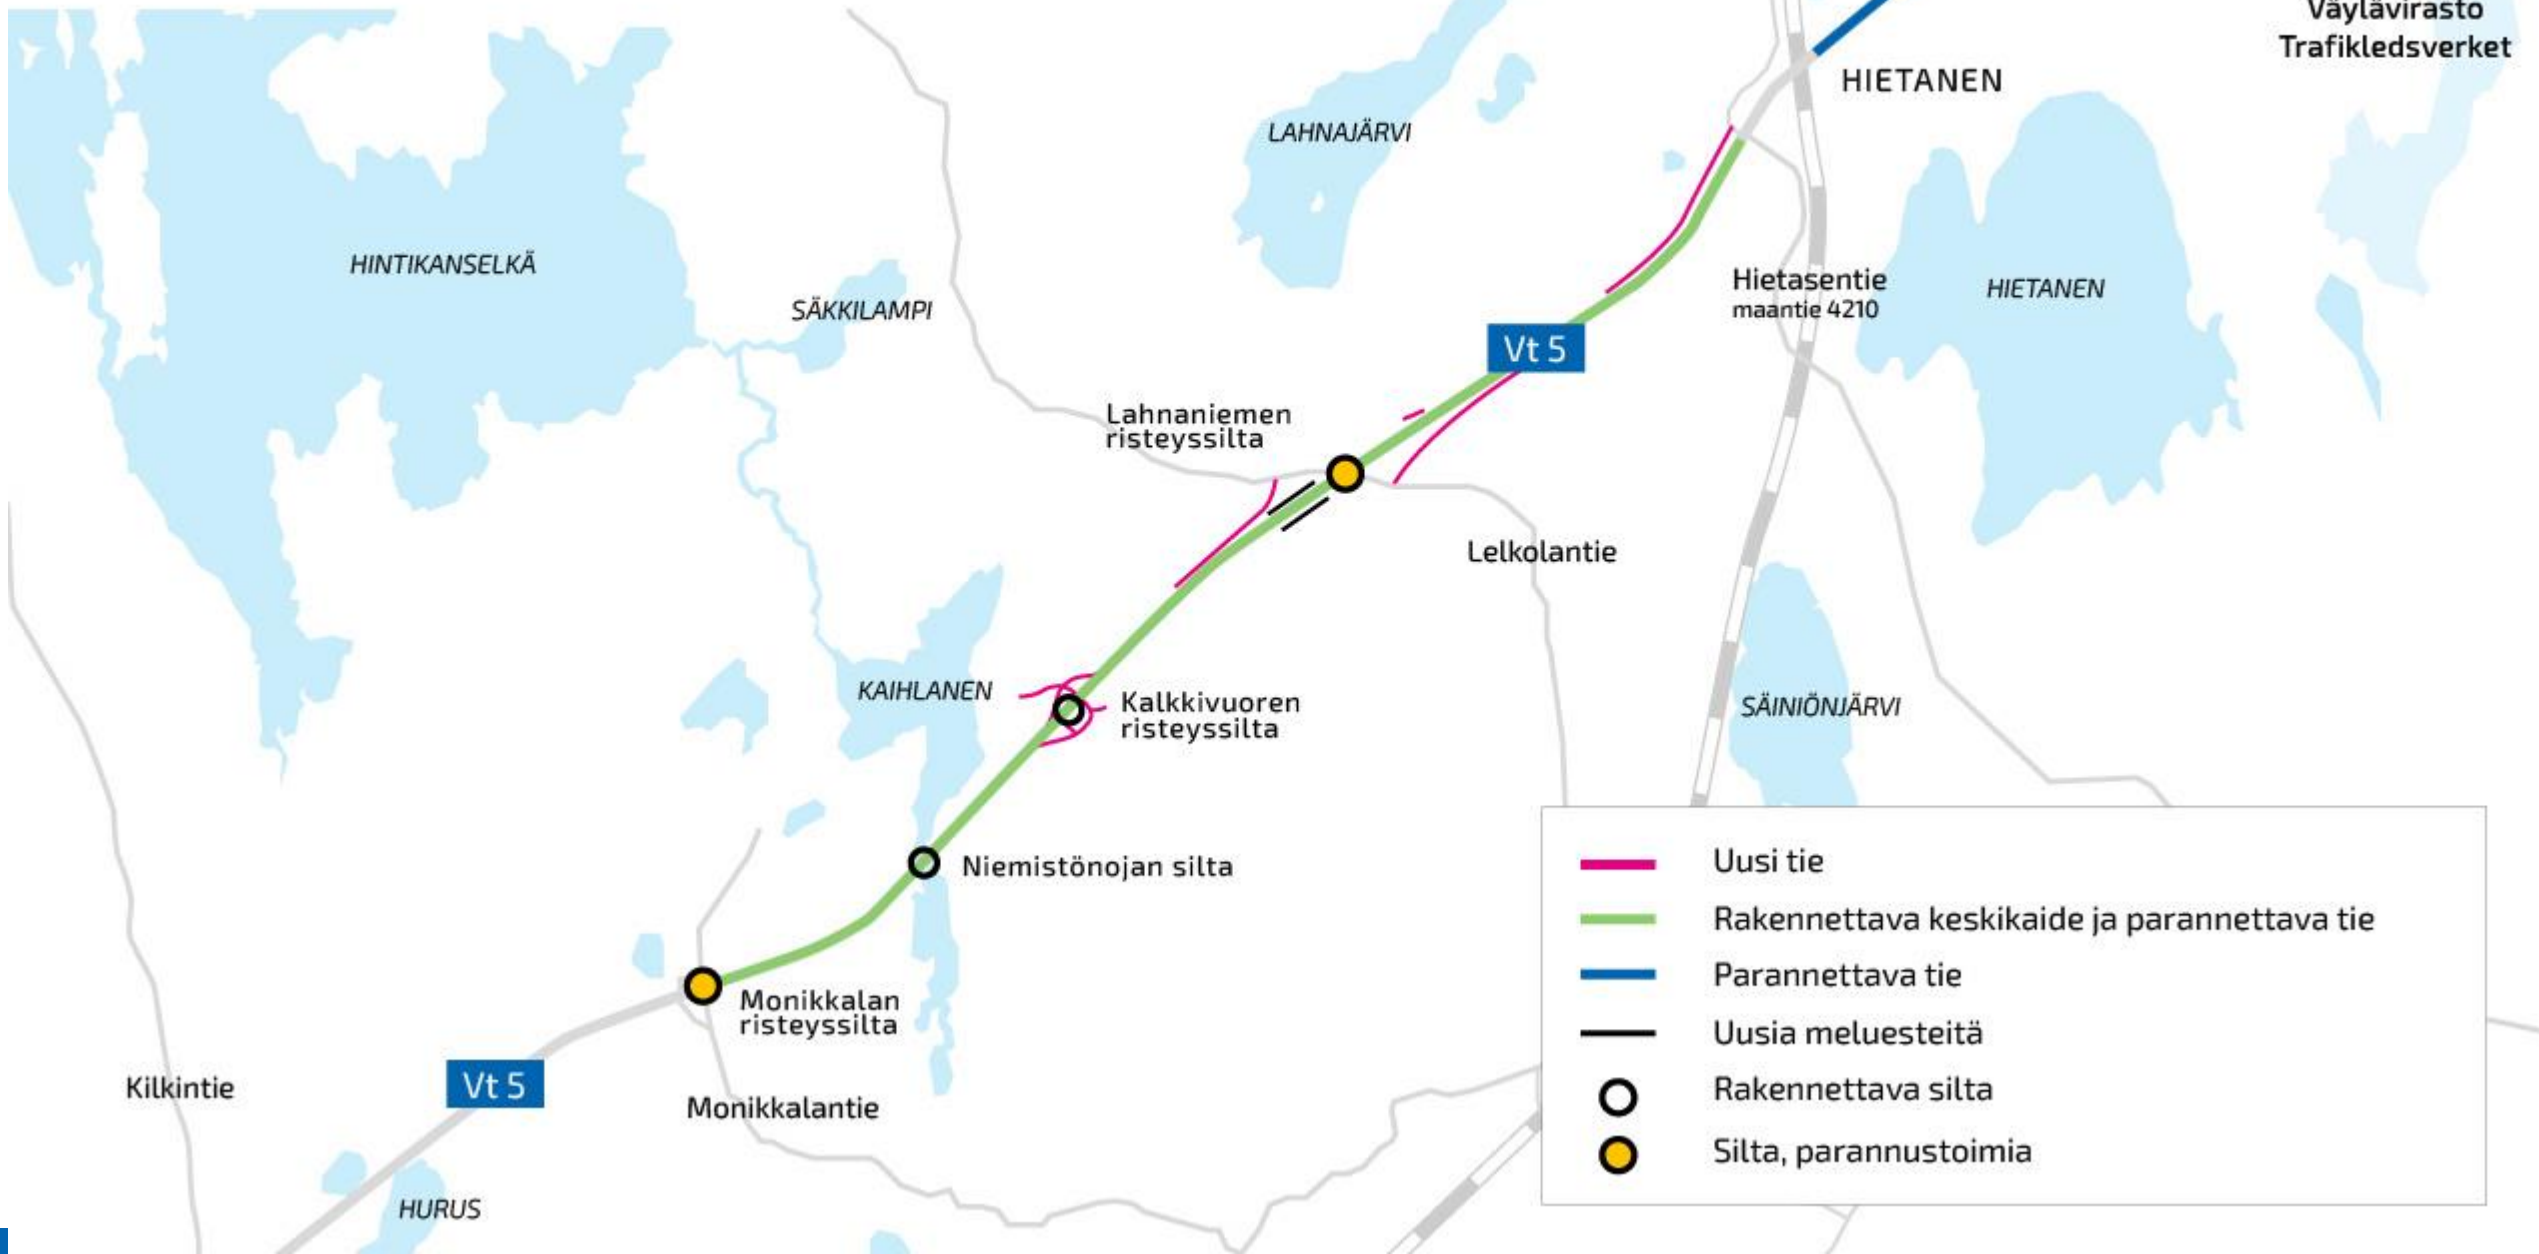 Väylävirasto
Trafikledsverket
HIETANEN
LAHNAJÄRVI
HINTIKANSELKÄ
SÄKKILAMPI
Hietasentie
maantie 4210
HIETANEN
Vt 5
Lahnaniemen
risteyssilta
Lelkolantie
KAIHLANEN
Kalkkivuoren
risteyssilta
SÄINIÖNJÄRVI
Niemistönojan silta
Monikkalan
risteyssilta
Kilkintie
Vt 5
Monikkalantie
HURUS
Uusi tie
Rakennettava keskikaide ja parannettava tie
Parannettava tie
Uusia meluesteitä
Rakennettava silta
Silta, parannustoimia